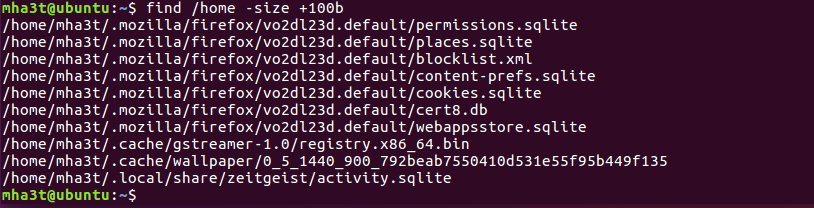 mha3t@ubuntu:~$ find /home -size +100b
/home/mha3t/.mozilla/firefox/vo2dl23d.default/permissions.sqlite
/home/mha3t/.mozilla/firefox/vo2dl23d.default/places.sqlite
/home/mha3t/.mozilla/firefox/vo2dl23d.default/blocklist.xml
/home/mha3t/.mozilla/firefox/vo2dl23d.default/content-prefs.sqlite
/home/mha3t/.mozilla/firefox/vo2dl23d.default/cookies.sqlite
/home/mha3t/.mozilla/firefox/vo2dl23d.default/cert8.db
/home/mha3t/.mozilla/firefox/vo2dl23d.default/webappsstore.sqlite
/home/mha3t/.cache/gstreamer-1.0/registry.x86_64.bin
/home/mha3t/.cache/wallpaper/0_5_1440_900_792beab7550410d531e55f95b449f135
/home/mha3t/.local/share/zeitgeist/activity.sqlite
mha3t@ubuntu:~$